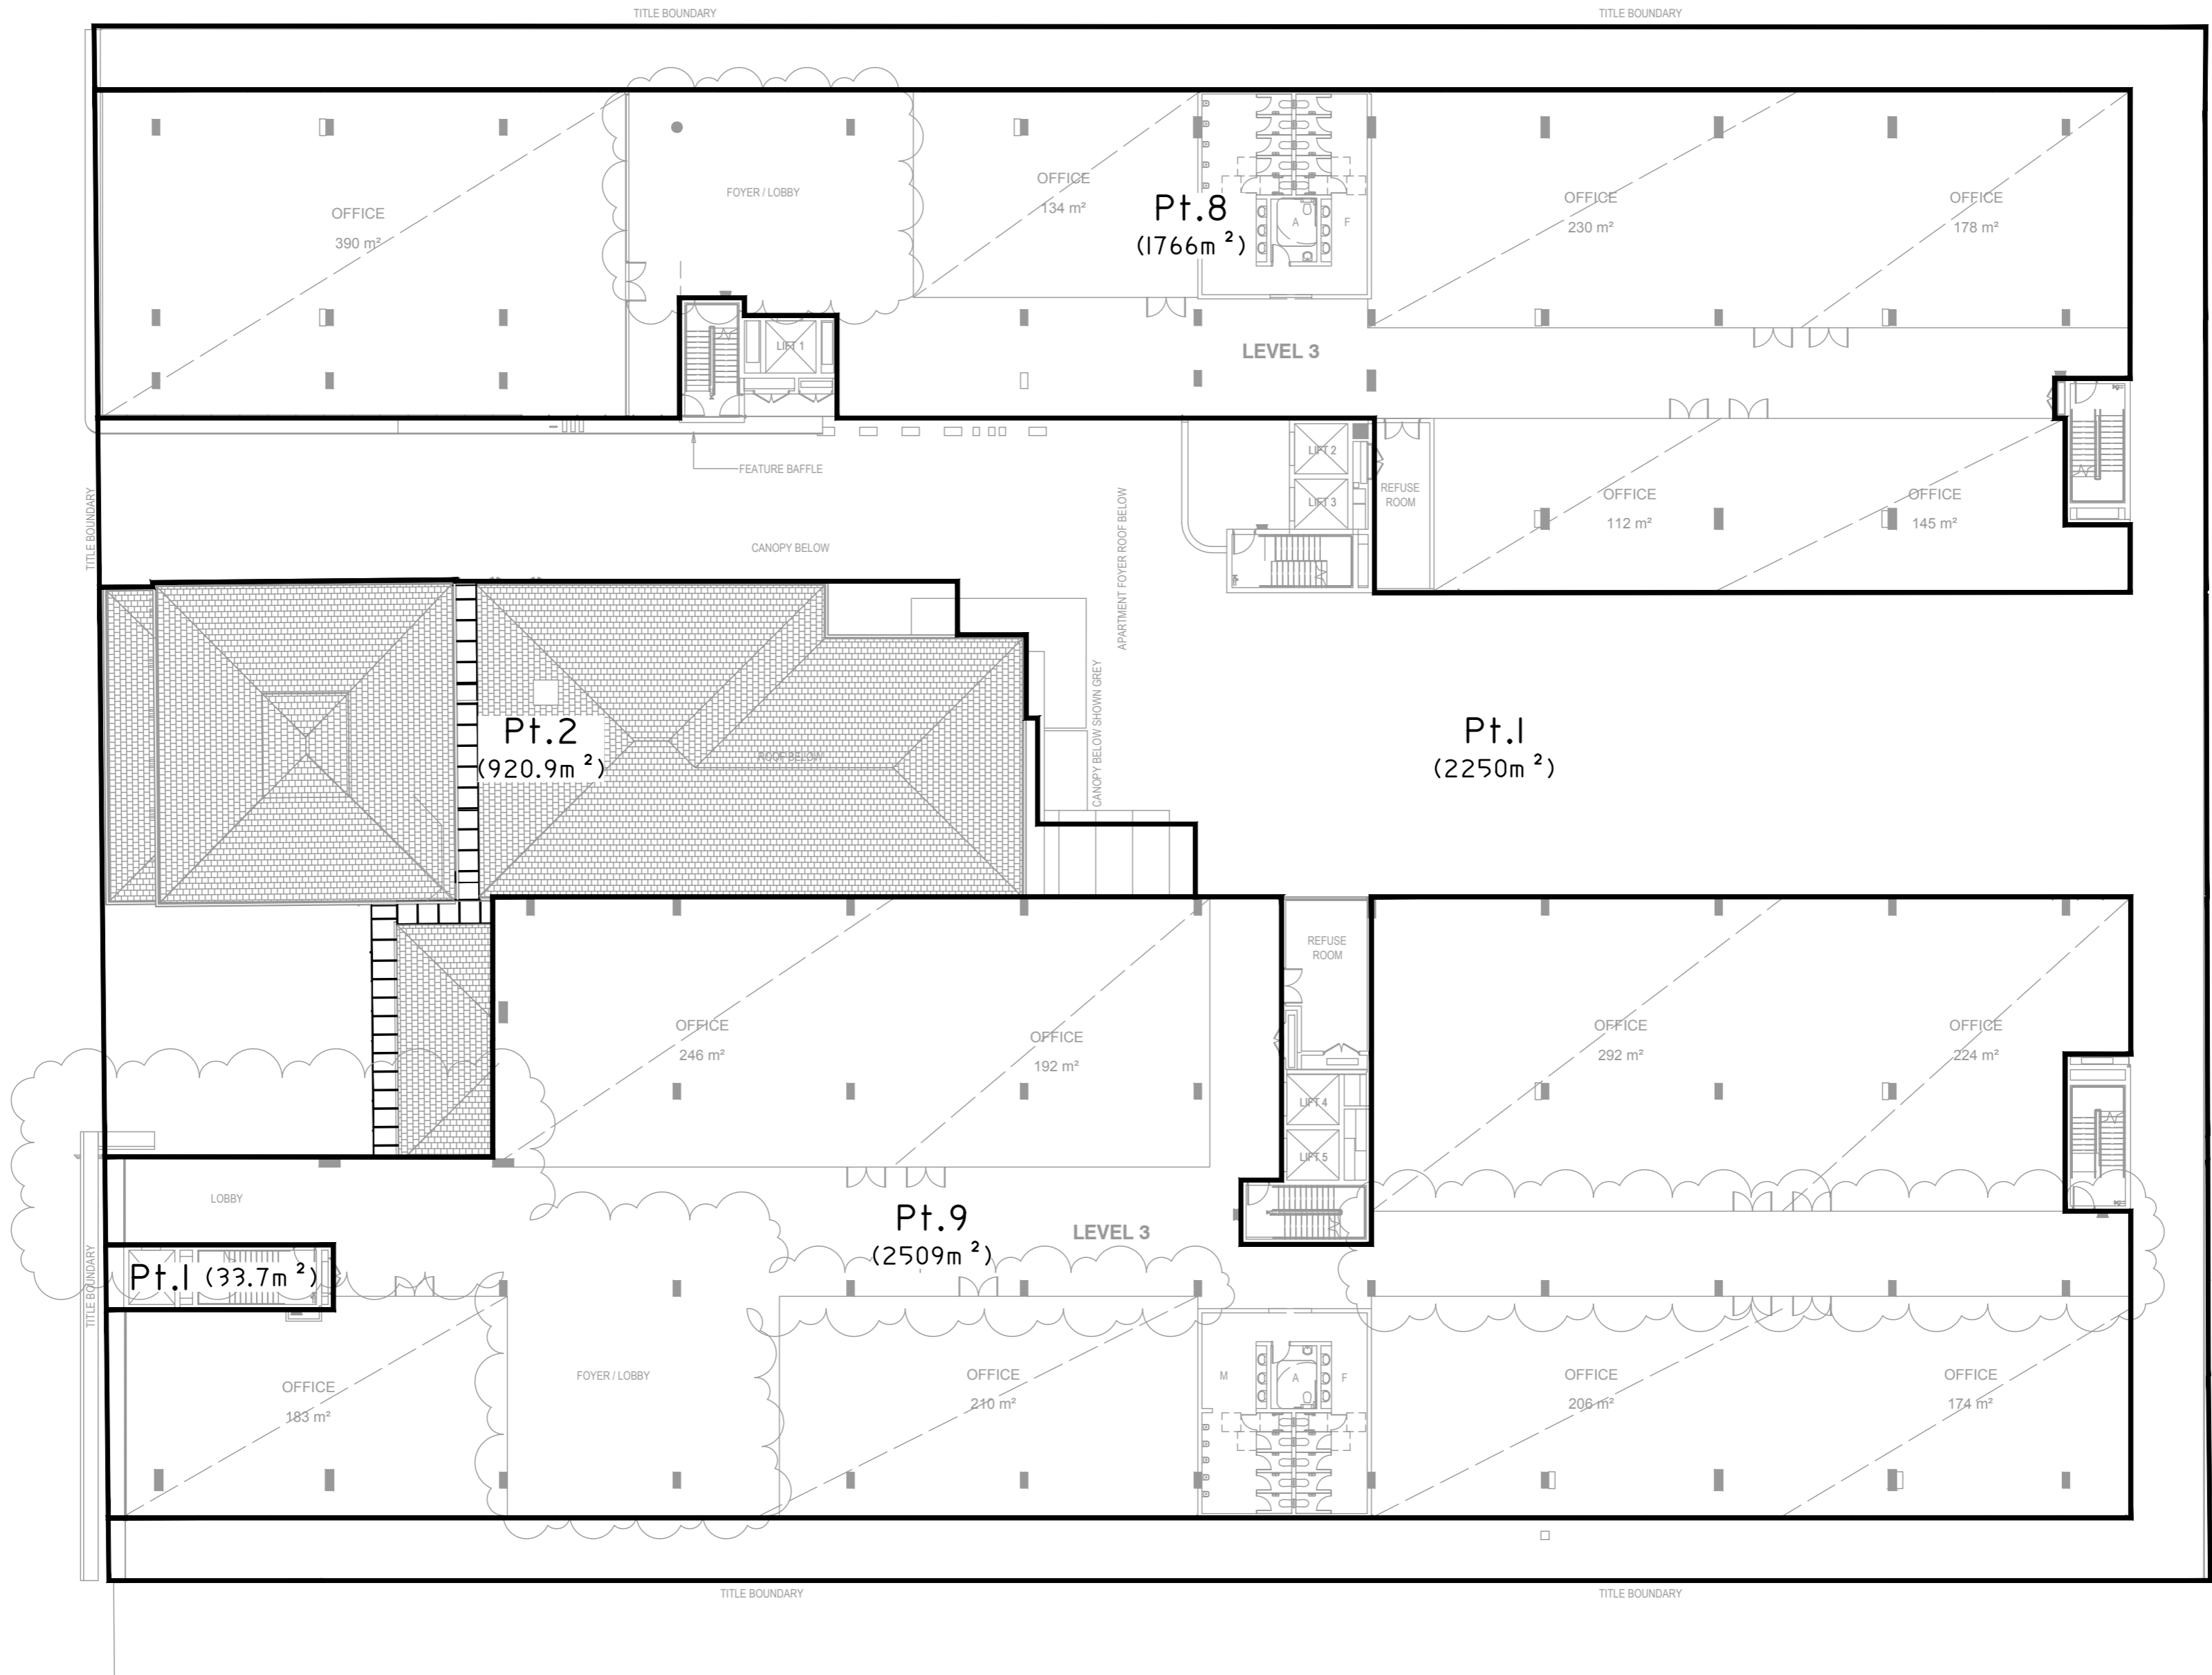 TITLE BOUNDARY
TITLE BOUNDARY
OFFICE
390 m²
FOYER / LOBBY
OFFICE
134 m²
Pt.8
(1766m²)
A
F
OFFICE
230 m²
OFFICE
178 m²
LIFT 1
LEVEL 3
FEATURE BAFFLE
LIFT 2
LIFT 3
REFUSE
ROOM
OFFICE
112 m²
OFFICE
145 m²
TITLE BOUNDARY
CANOPY BELOW
APARTMENT FOYER ROOF BELOW
Pt.2
(920.9m²)
ROOF BELOW
CANOPY BELOW SHOWN GREY
Pt.1
(2250m²)
REFUSE
ROOM
OFFICE
246 m²
OFFICE
192 m²
OFFICE
292 m²
OFFICE
224 m²
LIFT 4
LIFT 5
LOBBY
Pt.9
(2509m²)
LEVEL 3
Pt.1 (33.7m²)
TITLE BOUNDARY
OFFICE
183 m²
FOYER / LOBBY
OFFICE
210 m²
M
A
F
OFFICE
206 m²
OFFICE
174 m²
TITLE BOUNDARY
TITLE BOUNDARY